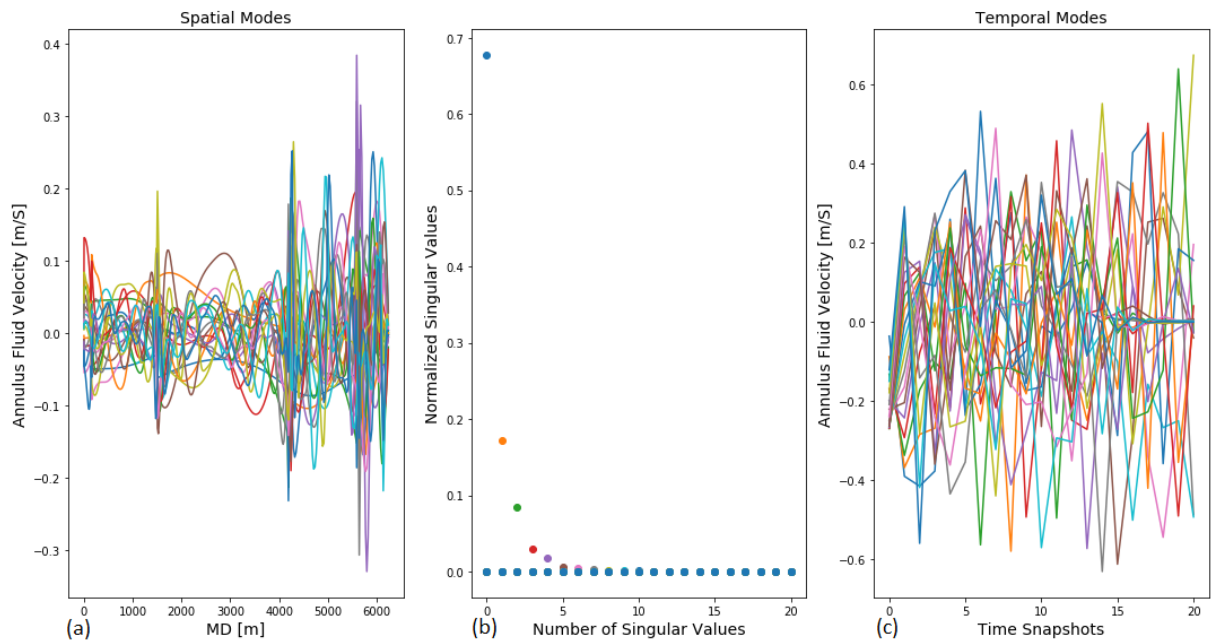 Spatial Modes
Annulus Fluid Velocity [m/S]
0.4
0.3
0.2
0.1
0.0
−0.1
−0.2
−0.3
0 1000 2000 3000 4000 5000 6000
(a) MD [m]
Normalized Singular Values
0.7
0.6
0.5
0.4
0.3
0.2
0.1
0.0
0 5 10 15 20
(b) Number of Singular Values
Temporal Modes
Annulus Fluid Velocity [m/S]
0.6
0.4
0.2
0.0
−0.2
−0.4
−0.6
0 5 10 15 20
(c) Time Snapshots